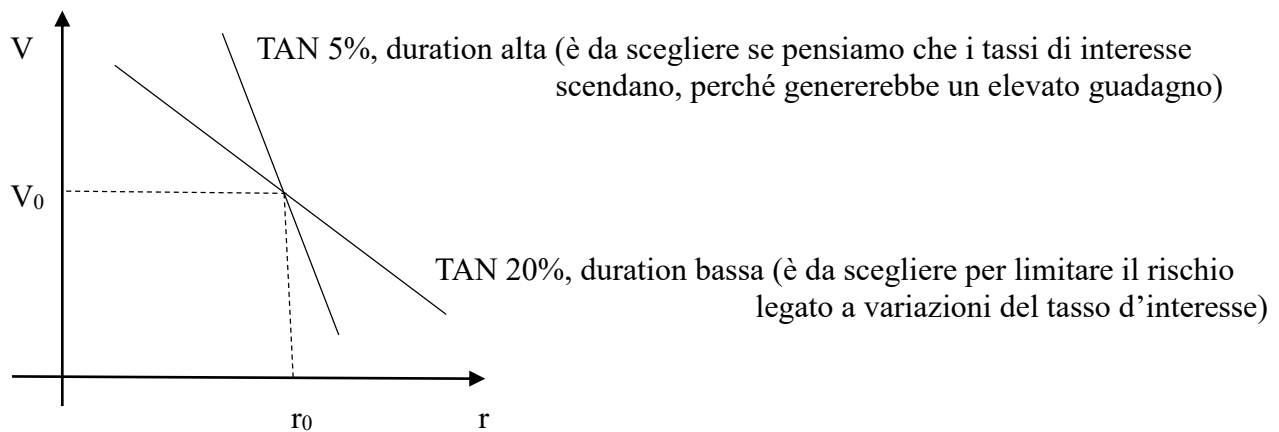 V
TAN 5%, duration alta (è da scegliere se pensiamo che i tassi di interesse
scendano, perché genererebbe un elevato guadagno)
V₀
TAN 20%, duration bassa (è da scegliere per limitare il rischio
legato a variazioni del tasso d’interesse)
r₀
r